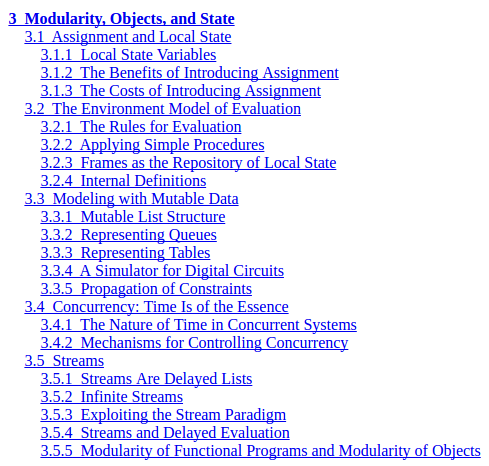 3 Modularity, Objects, and State
3.1 Assignment and Local State
3.1.1 Local State Variables
3.1.2 The Benefits of Introducing Assignment
3.1.3 The Costs of Introducing Assignment
3.2 The Environment Model of Evaluation
3.2.1 The Rules for Evaluation
3.2.2 Applying Simple Procedures
3.2.3 Frames as the Repository of Local State
3.2.4 Internal Definitions
3.3 Modeling with Mutable Data
3.3.1 Mutable List Structure
3.3.2 Representing Queues
3.3.3 Representing Tables
3.3.4 A Simulator for Digital Circuits
3.3.5 Propagation of Constraints
3.4 Concurrency: Time Is of the Essence
3.4.1 The Nature of Time in Concurrent Systems
3.4.2 Mechanisms for Controlling Concurrency
3.5 Streams
3.5.1 Streams Are Delayed Lists
3.5.2 Infinite Streams
3.5.3 Exploiting the Stream Paradigm
3.5.4 Streams and Delayed Evaluation
3.5.5 Modularity of Functional Programs and Modularity of Objects